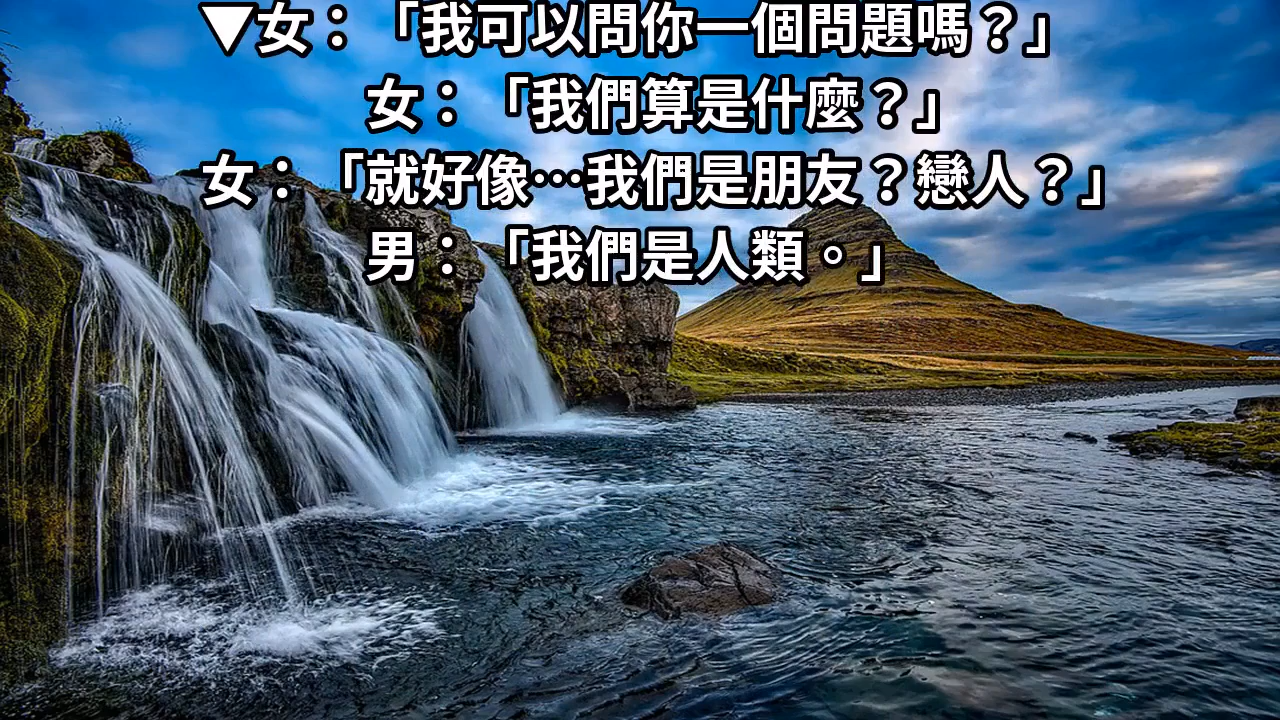 ▼女：「我可以問你一個問題嗎？」
女：「我們算是什麼？」
女：「就好像…我們是朋友？戀人？」
男：「我們是人類。」